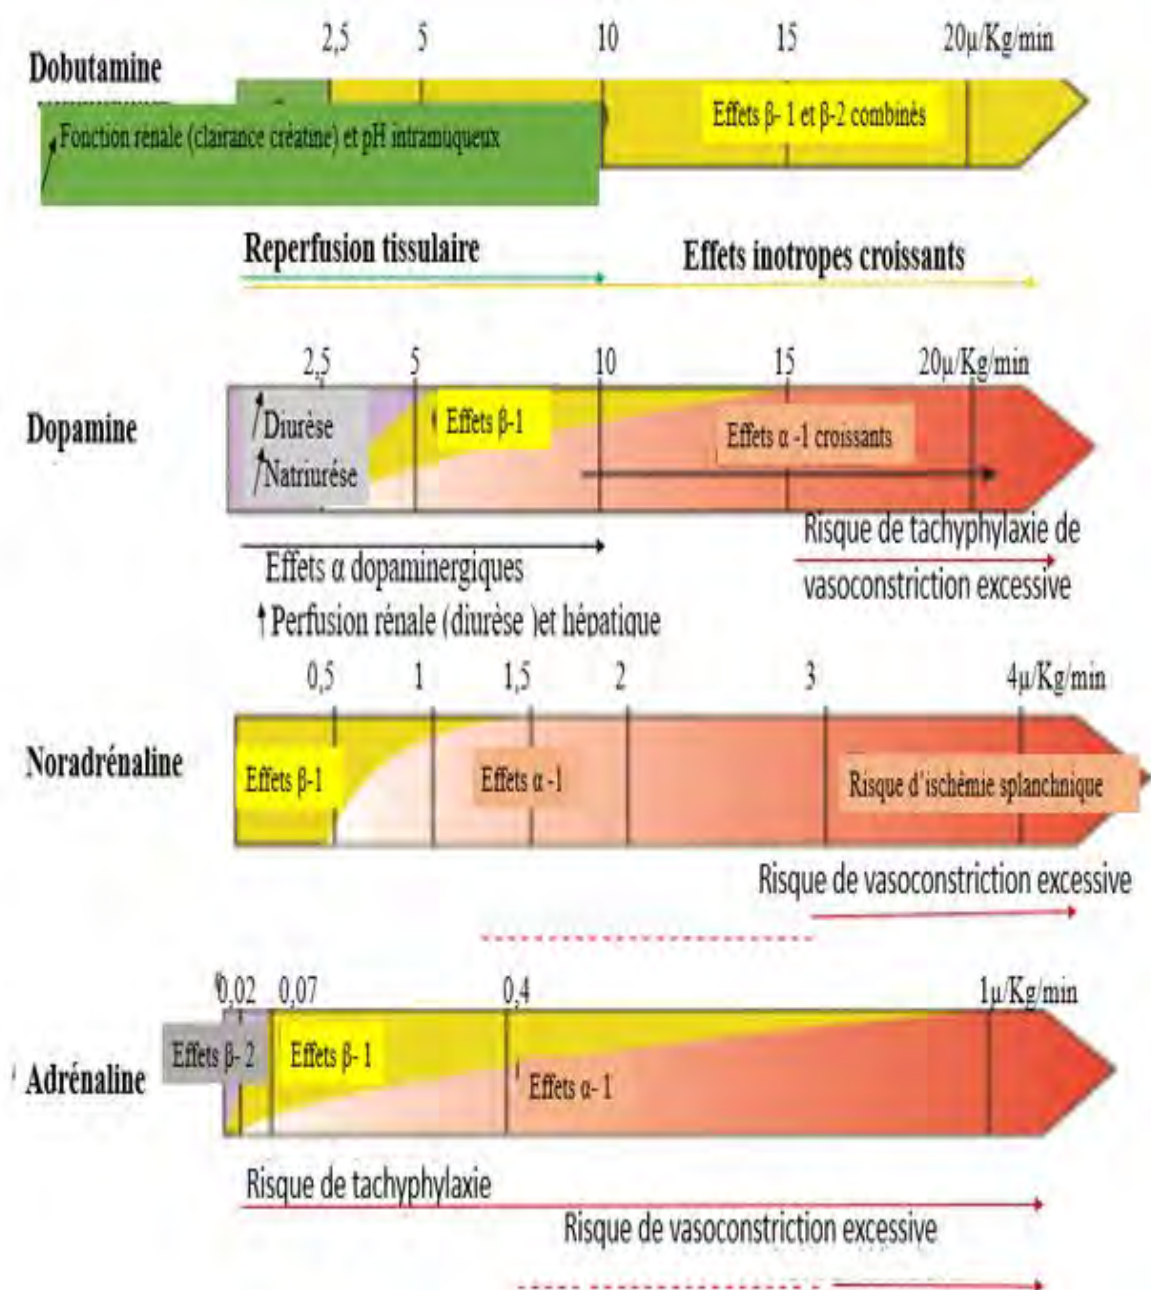 2,5 5 10 15 20µ/Kg/min
Dobutamine
Effets β- 1 et β-2 combinés
Fonction rénale (clairance créatine) et pH intramuqueux
Reperfusion tissulaire
Effets inotropes croissants
2,5 5 10 15 20µ/Kg/min
Dopamine
Diurèse
Natriurése
Effets β-1
Effets α -1 croissants
Risque de tachyphylaxie de
vasoconstriction excessive
Effets α dopaminergiques
Perfusion rénale (diurèse )et hépatique
0,5 1 1,5 2 3 4µ/Kg/min
Noradrénaline
Effets β-1
Effets α -1
Risque d'ischémie splanchnique
Risque de vasoconstriction excessive
0,02 0,07 0,4 1µ/Kg/min
Adrénaline
Effets β- 2
Effets β- 1
Effets α- 1
Risque de tachyphylaxie
Risque de vasoconstriction excessive